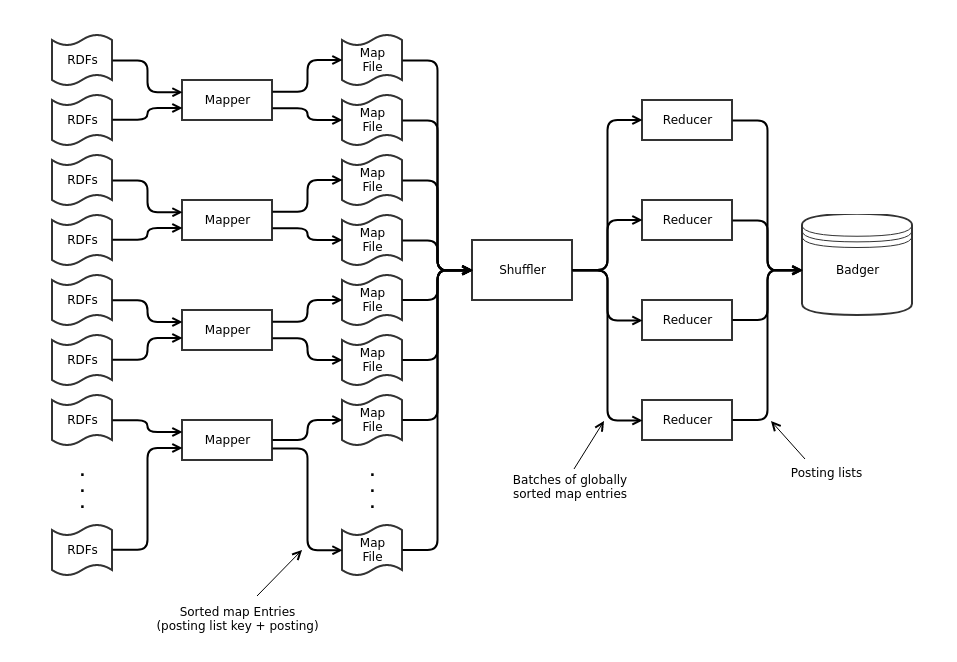 RDFs
RDFs
RDFs
RDFs
RDFs
RDFs
RDFs
.
.
.
RDFs
Mapper
Mapper
Mapper
Mapper
Sorted map Entries
(posting list key + posting)
Map
File
Map
File
Map
File
Map
File
Map
File
Map
File
Map
File
.
.
.
Map
File
Shuffler
Batches of globally
sorted map entries
Reducer
Reducer
Reducer
Reducer
Posting lists
Badger